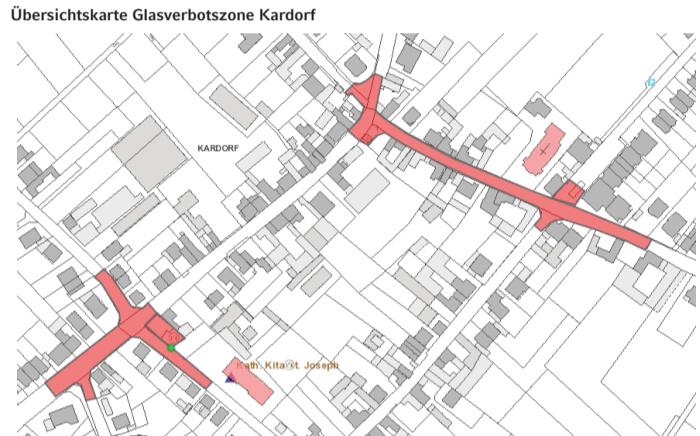 Übersichtskarte Glasverbotszone Kardorf
KARDORF
Kath. Kita St. Joseph